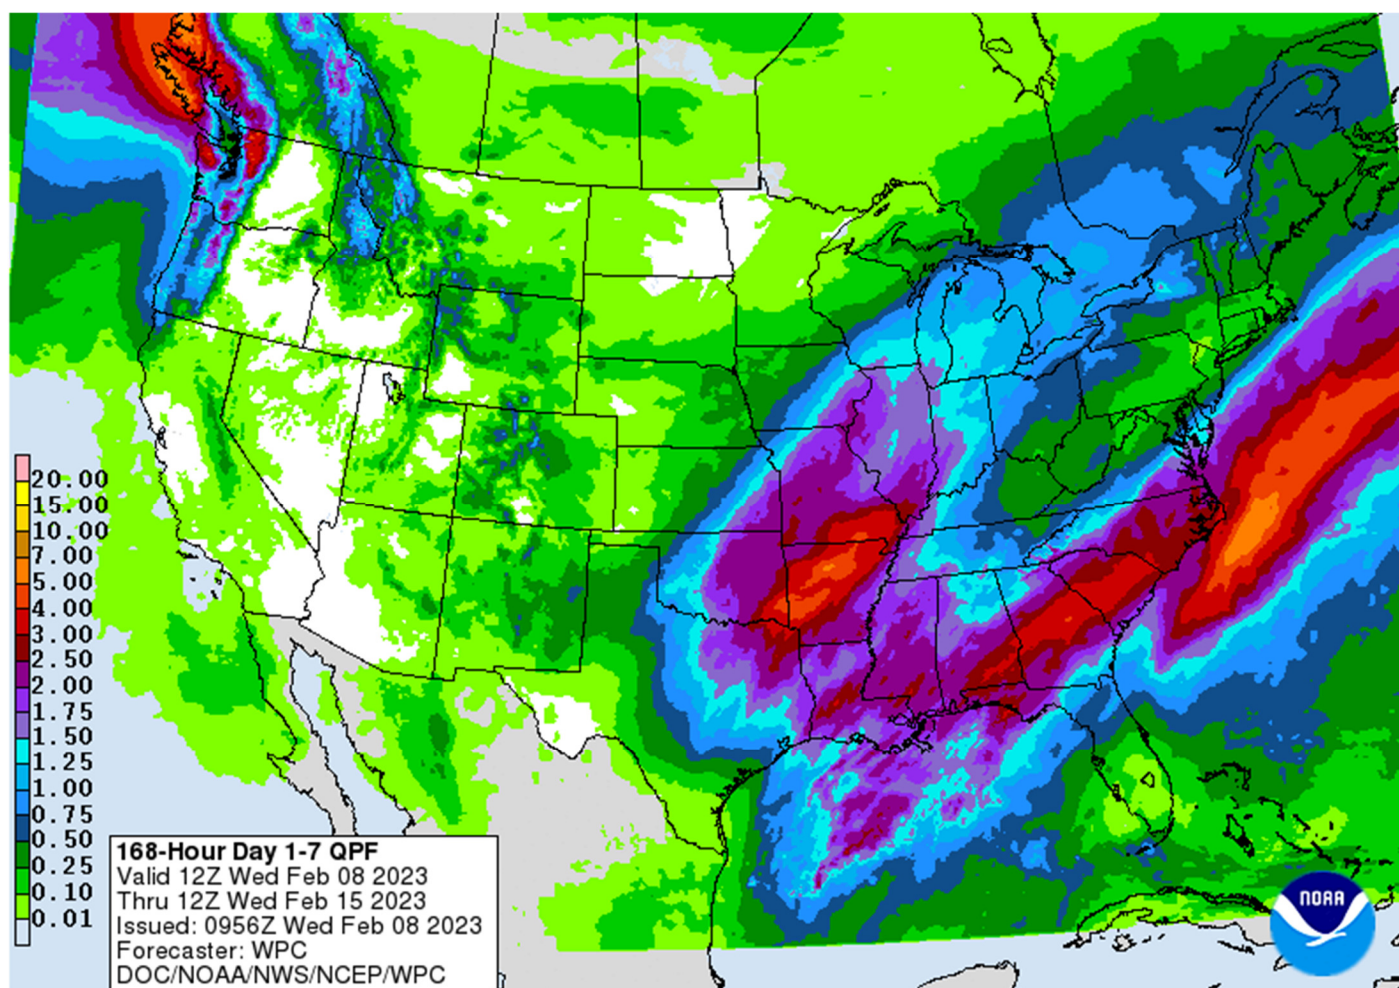 20.00
15.00
10.00
7.00
5.00
4.00
3.00
2.50
2.00
1.75
1.50
1.25
1.00
0.75
0.50
0.25
0.10
0.01
168-Hour Day 1-7 QPF
Valid 12Z Wed Feb 08 2023
Thru 12Z Wed Feb 15 2023
Issued: 0956Z Wed Feb 08 2023
Forecaster: WPC
DOC/NOAA/NWS/NCEP/WPC
NOAA